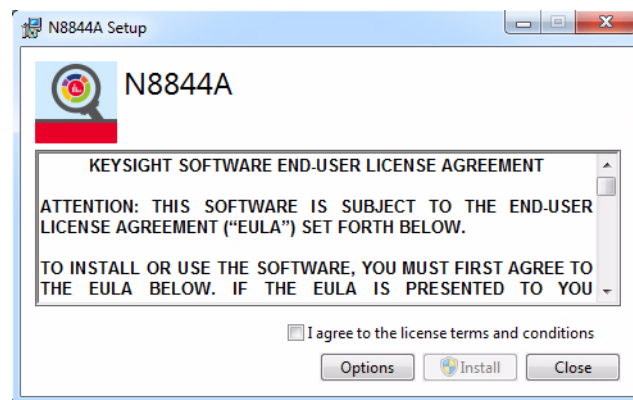 N8844A Setup
N8844A
KEYSIGHT SOFTWARE END-USER LICENSE AGREEMENT
ATTENTION: THIS SOFTWARE IS SUBJECT TO THE END-USER
LICENSE AGREEMENT (“EULA”) SET FORTH BELOW.
TO INSTALL OR USE THE SOFTWARE, YOU MUST FIRST AGREE TO
THE EULA BELOW. IF THE EULA IS PRESENTED TO YOU
I agree to the license terms and conditions
Options Install Close